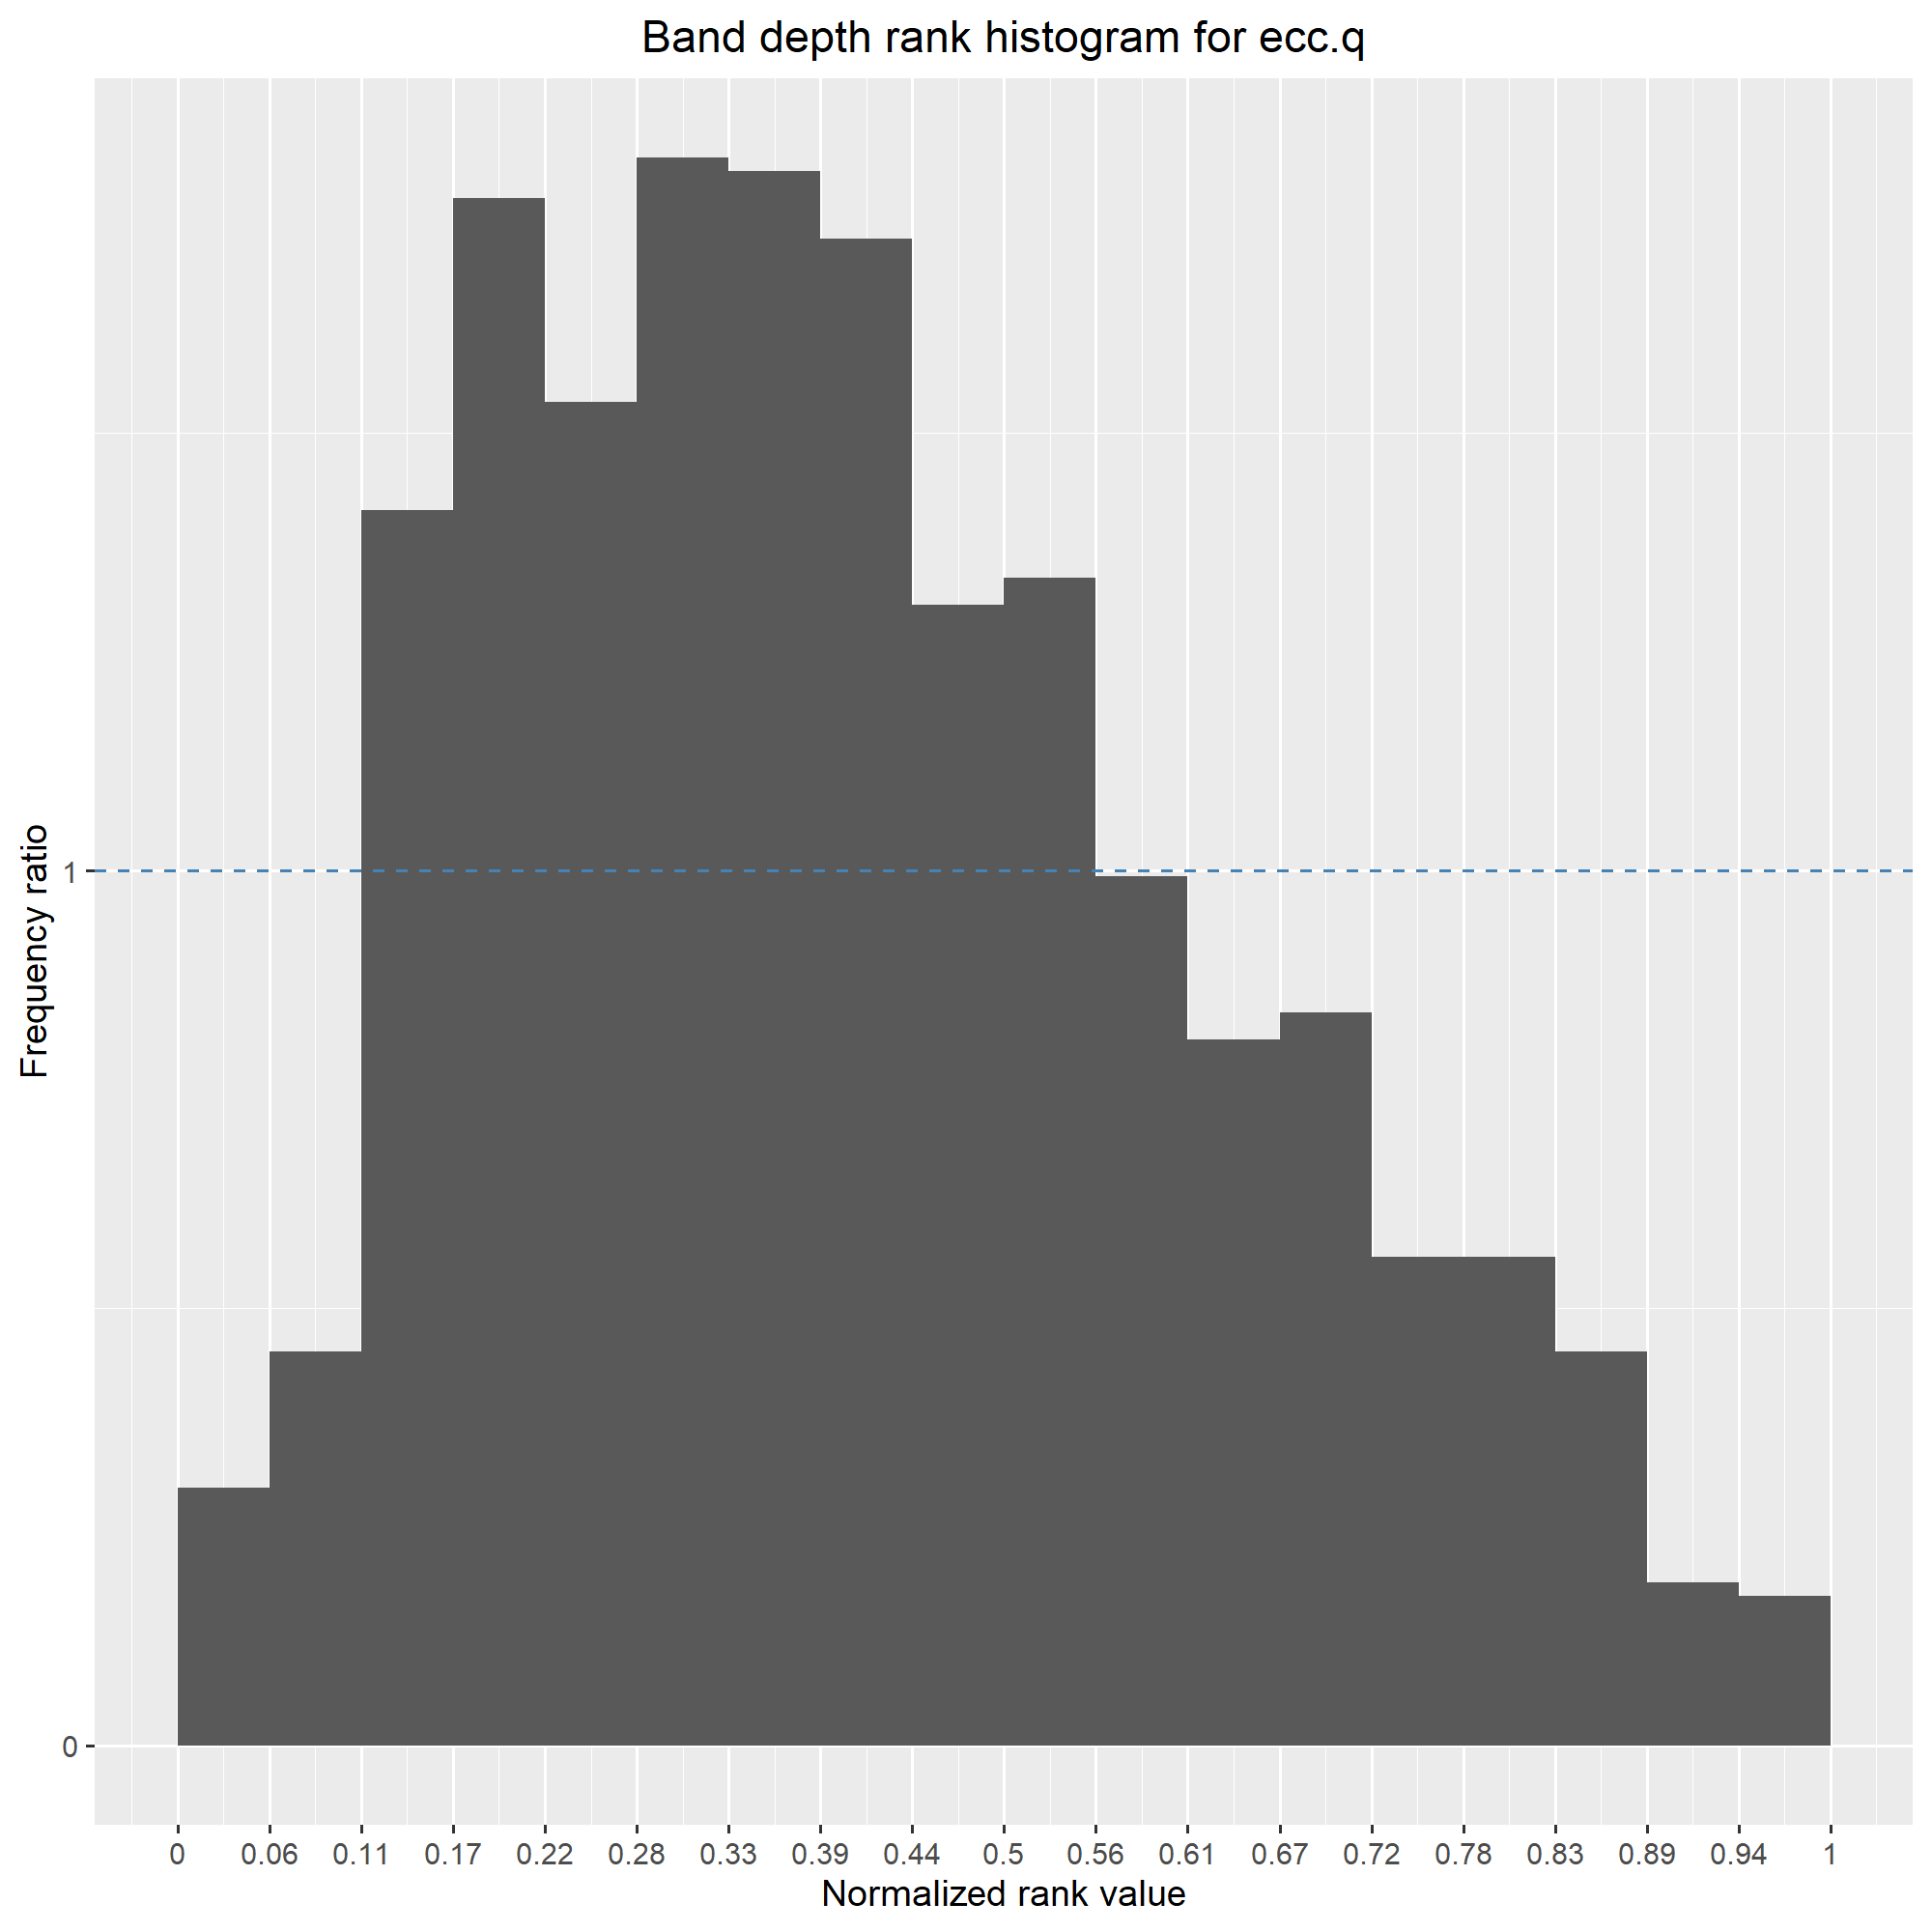 Band depth rank histogram for ecc.q
Frequency ratio
1
0
0 0.06 0.11 0.17 0.22 0.28 0.33 0.39 0.44 0.5 0.56 0.61 0.67 0.72 0.78 0.83 0.89 0.94 1
Normalized rank value